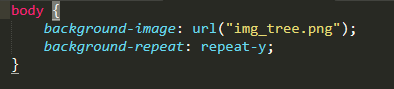 body {
    background-image: url("img_tree.png");
    background-repeat: repeat-y;
}